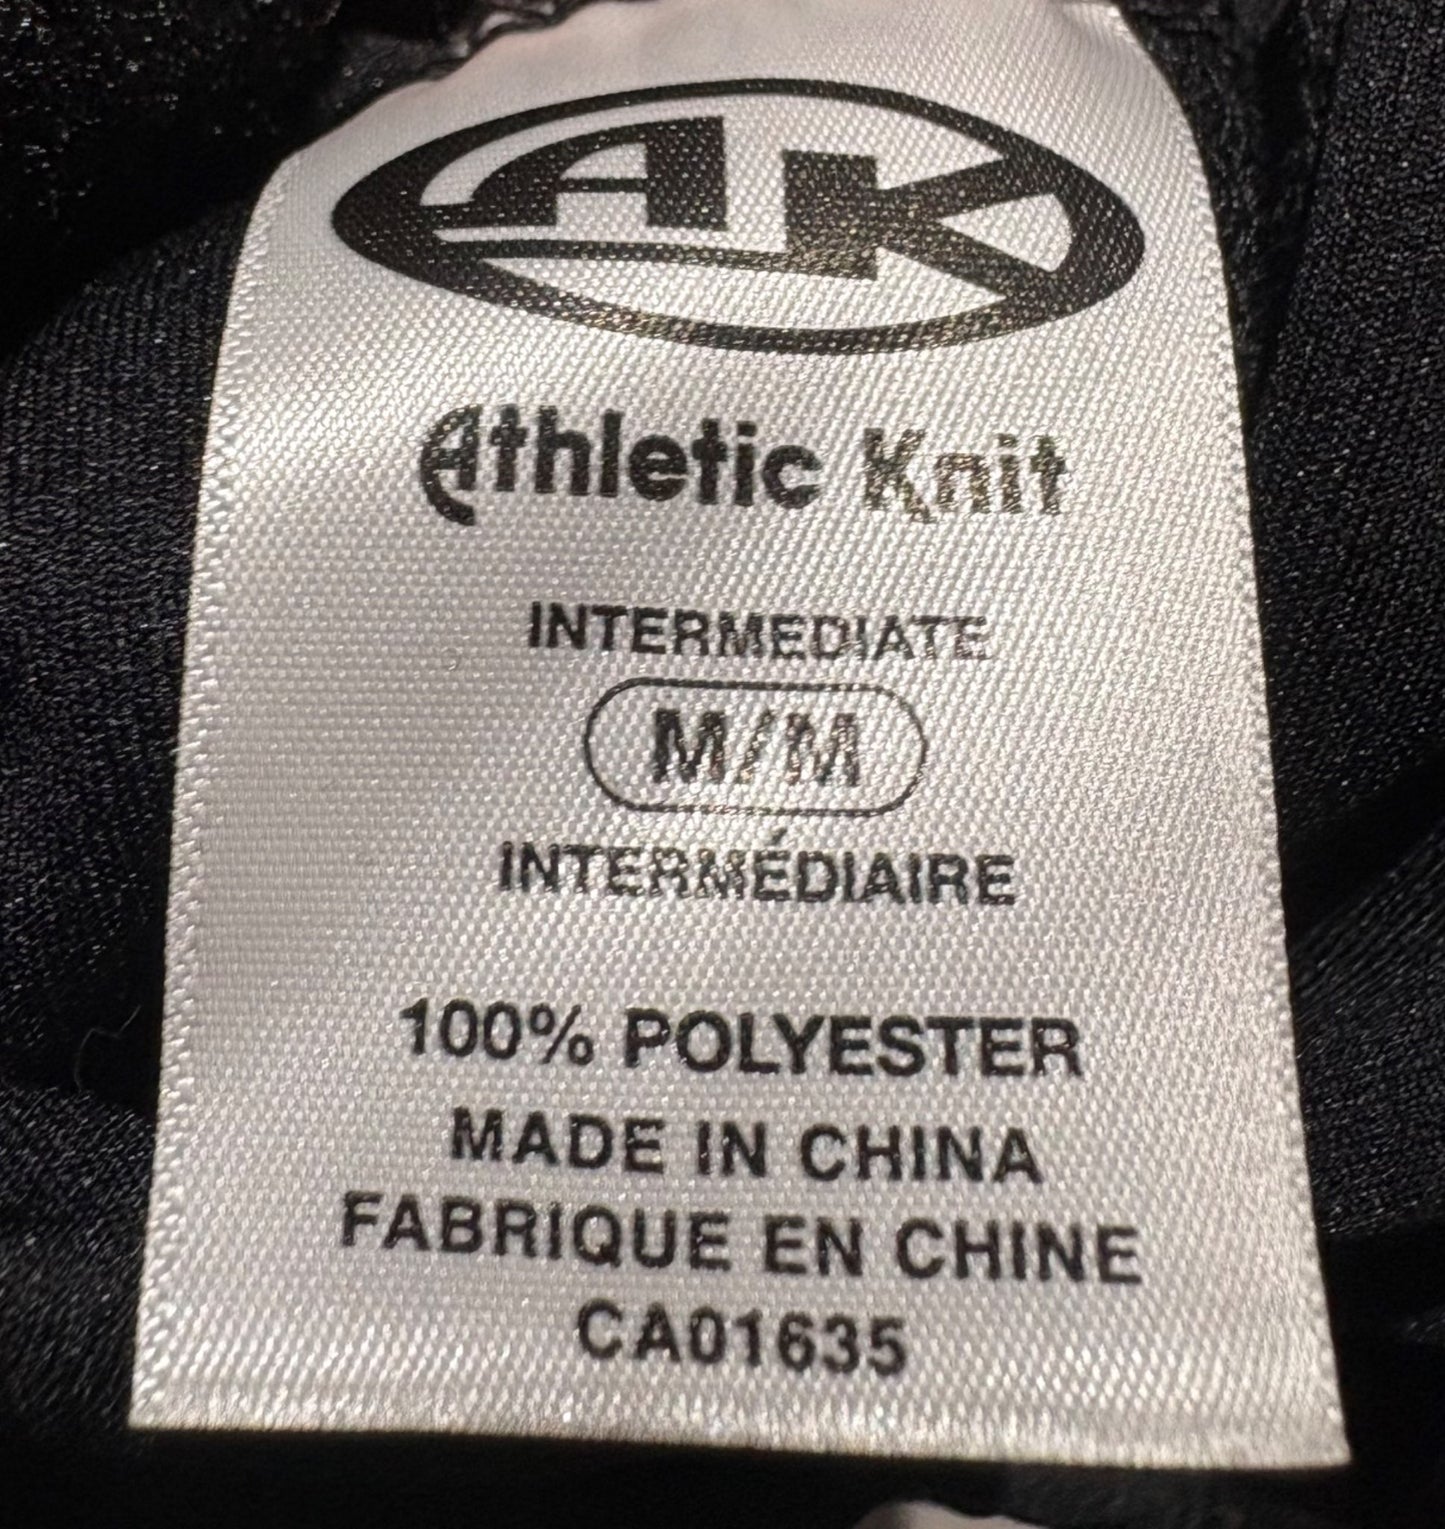 AK
Athletic Knit
INTERMEDIATE
M/M
INTERMÉDIAIRE
100% POLYESTER
MADE IN CHINA
FABRIQUE EN CHINE
CA01635